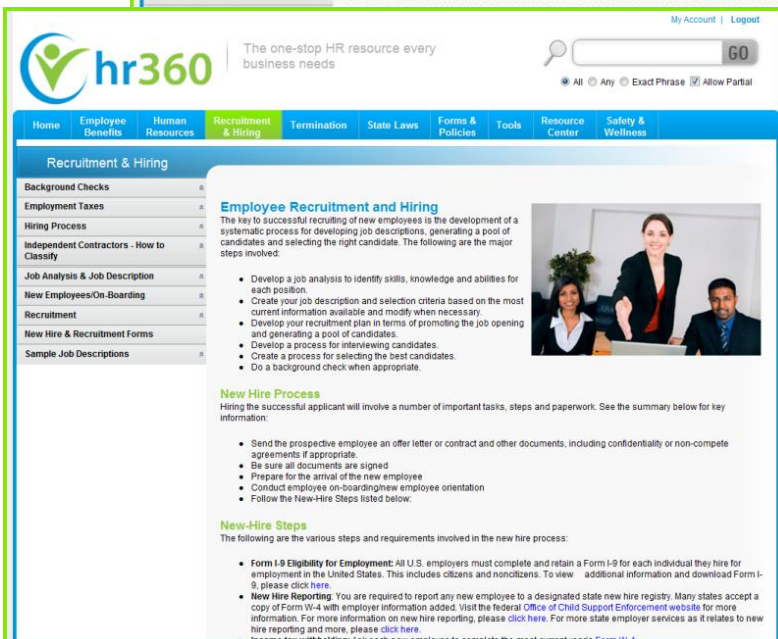 My Account | Logout
hr360
The one-stop HR resource every
business needs
GO
All Any Exact Phrase Allow Partial
Home
Employee
Benefits
Human
Resources
Recruitment
& Hiring
Termination
State Laws
Forms &
Policies
Tools
Resource
Center
Safety &
Wellness
Recruitment & Hiring
Background Checks
Employment Taxes
Hiring Process
Independent Contractors - How to
Classify
Job Analysis & Job Description
New Employees/On-Boarding
Recruitment
New Hire & Recruitment Forms
Sample Job Descriptions
Employee Recruitment and Hiring
The key to successful recruiting of new employees is the development of a
systematic process for developing job descriptions, generating a pool of
candidates and selecting the right candidate. The following are the major
steps involved:
• Develop a job analysis to identify skills, knowledge and abilities for
each position.
• Create your job description and selection criteria based on the most
current information available and modify when necessary.
• Develop your recruitment plan in terms of promoting the job opening
and generating a pool of candidates.
• Develop a process for interviewing candidates.
• Create a process for selecting the best candidates.
• Do a background check when appropriate.
New Hire Process
Hiring the successful applicant will involve a number of important tasks, steps and paperwork. See the summary below for key
information:
• Send the prospective employee an offer letter or contract and other documents, including confidentiality or non-compete
agreements if appropriate.
• Be sure all documents are signed
• Prepare for the arrival of the new employee
• Conduct employee on-boarding/new employee orientation
• Follow the New-Hire Steps listed below:
New-Hire Steps
The following are the various steps and requirements involved in the new hire process:
• Form I-9 Eligibility for Employment: All U.S. employers must complete and retain a Form I-9 for each individual they hire for
employment in the United States. This includes citizens and noncitizens. To view additional information and download Form I-
9, please click here.
• New Hire Reporting: You are required to report any new employee to a designated state new hire registry. Many states accept a
copy of Form W-4 with employer information added. Visit the federal Office of Child Support Enforcement website for more
information. For more information on new hire reporting, please click here. For more state employer services as it relates to new
hire reporting and more, please click here.